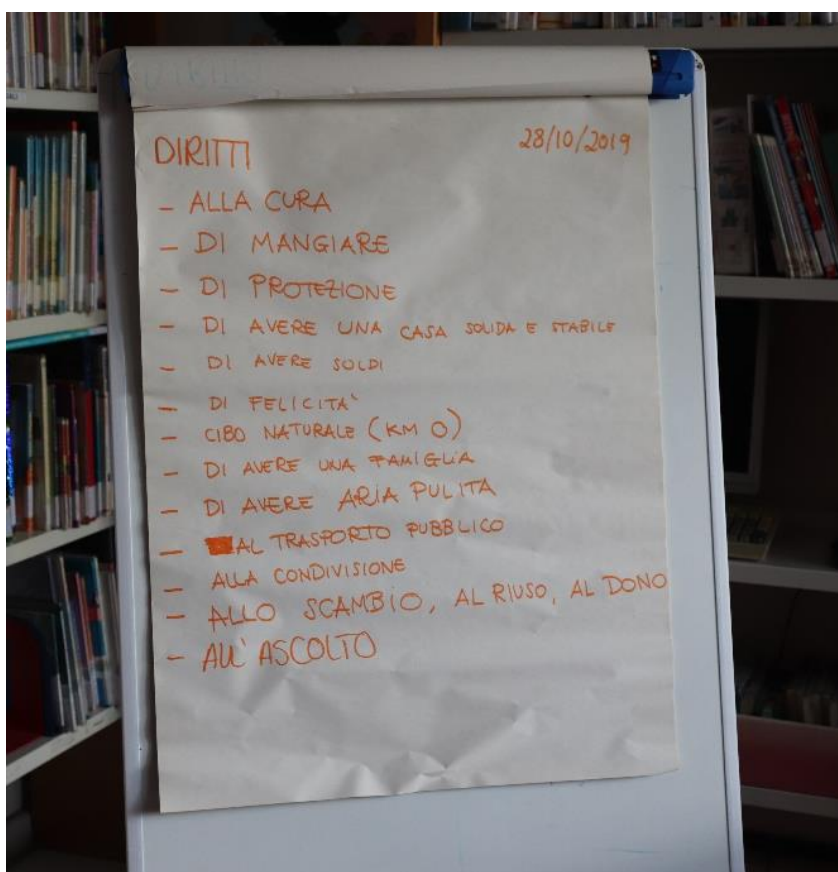 DIRITTI 28/10/2019
- ALLA CURA
- DI MANGIARE
- DI PROTEZIONE
- DI AVERE UNA CASA SOLIDA E STABILE
- DI AVERE SOLDI
- DI FELICITA'
- CIBO NATURALE (KM O)
- DI AVERE UNA FAMIGLIA
- DI AVERE ARIA PULITA
- AL TRASPORTO PUBBLICO
- ALLA CONDIVISIONE
- ALLO SCAMBIO, AL RIUSO, AL DONO
- ALL'ASCOLTO